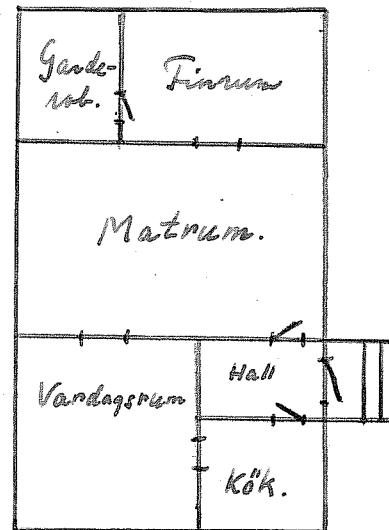 Garde-
rob.
Finrum
Matrum.
Hall
Vardagsrum
Kök.